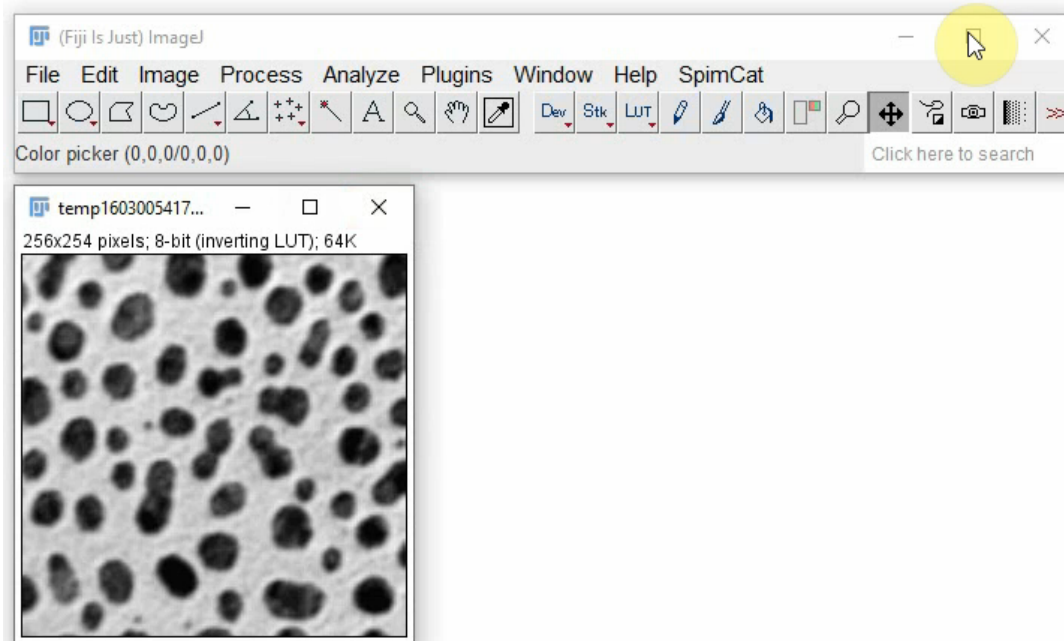 (Fiji Is Just) ImageJ
File Edit Image Process Analyze Plugins Window Help SpimCat
A Dev Stk LUT >>
Color picker (0,0,0/0,0,0) Click here to search
temp1603005417...
256x254 pixels; 8-bit (inverting LUT); 64K